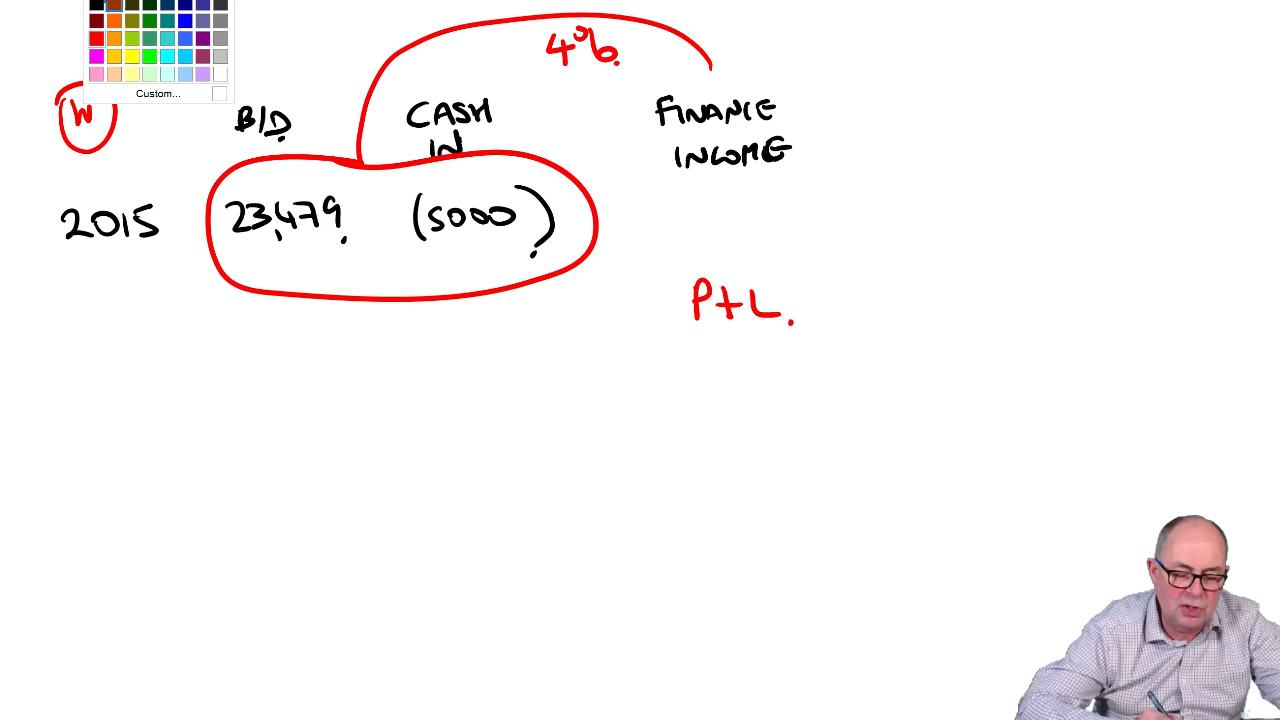 Custom...
4%
W B/D CASH IN FINANCE INCOME
2015 23,479 (5000)
P+L.